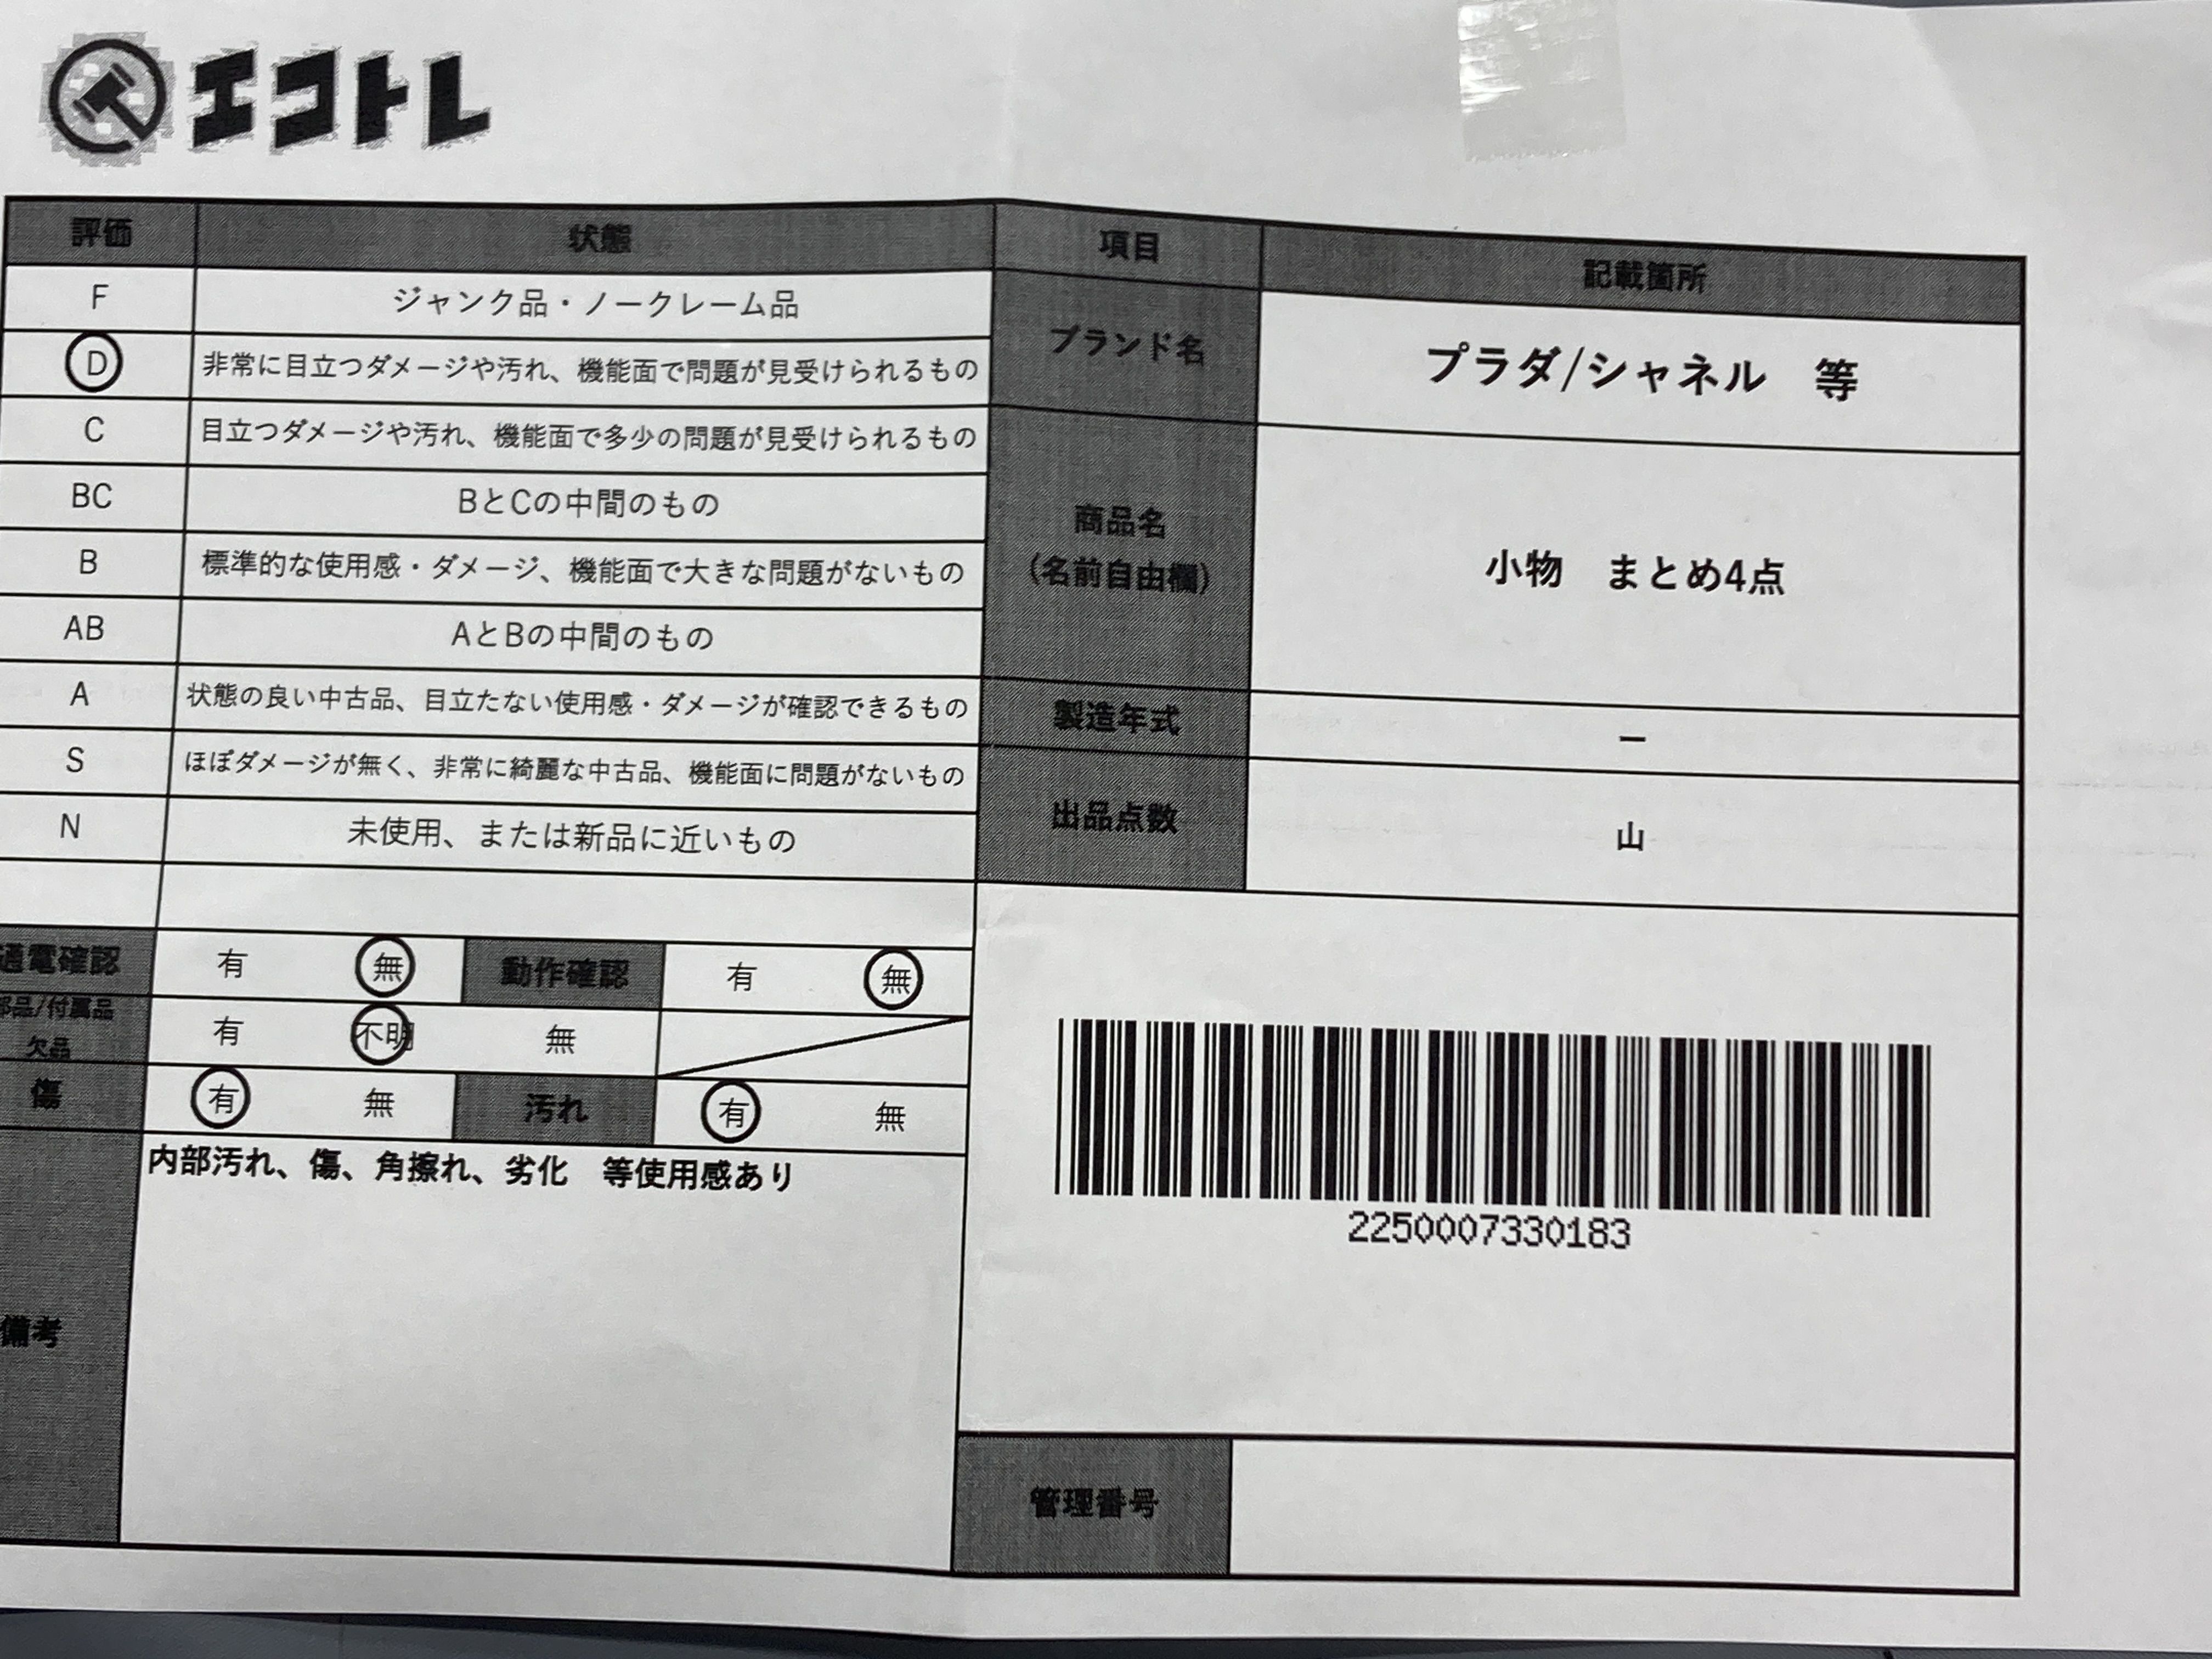 エコトレ
評価 状態
F ジャンク品・ノークレーム品
D 非常に目立つダメージや汚れ、機能面で問題が見受けられるもの
C 目立つダメージや汚れ、機能面で多少の問題が見受けられるもの
BC BとCの中間のもの
B 標準的な使用感・ダメージ、機能面で大きな問題がないもの
AB AとBの中間のもの
A 状態の良い中古品、目立たない使用感・ダメージが確認できるもの
S ほぼダメージが無く、非常に綺麗な中古品、機能面に問題がないもの
N 未使用、または新品に近いもの
通電確認 有 無 動作確認 有 無
部品/付属品
欠品 有 不明 無
傷 有 無 汚れ 有 無
備考 内部汚れ、傷、角擦れ、劣化　等使用感あり
項目 記載箇所
ブランド名 プラダ/シャネル　等
商品名
(名前自由欄) 小物　まとめ4点
製造年式 ー
出品点数 山
2250007330183
管理番号